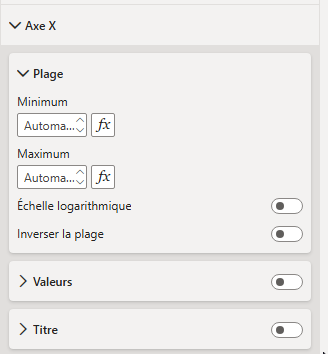 Axe X
Plage
Minimum
Automa... fx
Maximum
Automa... fx
Échelle logarithmique
Inverser la plage
Valeurs
Titre